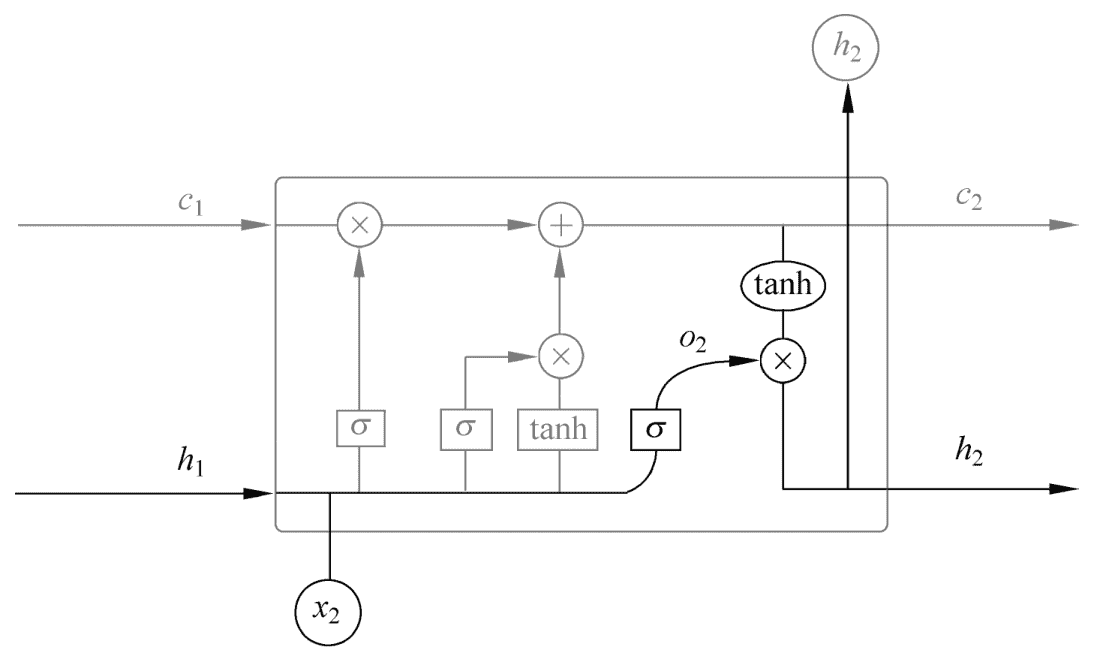 h₂
c₁
c₂
×
+
tanh
o₂
×
×
σ
σ
tanh
σ
h₁
h₂
x₂